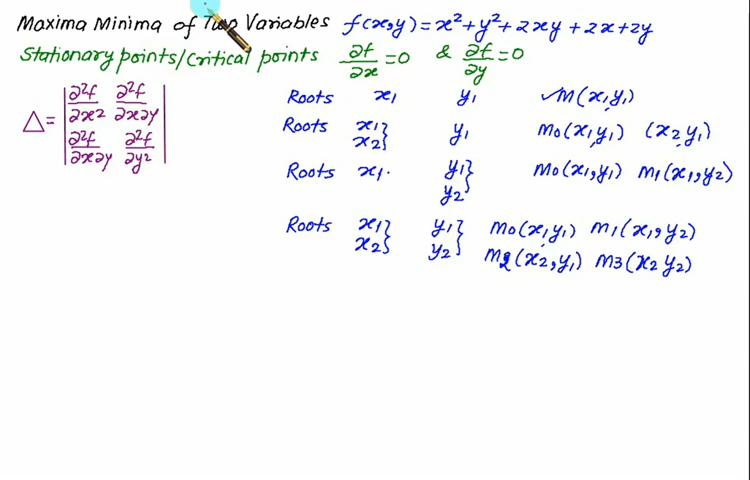 Maxima Minima of Two Variables f(x,y) = x² + y² + 2xy + 2x + 2y
Stationary points/Critical points ∂f/∂x = 0 & ∂f/∂y = 0
Δ = | ∂²f/∂x² ∂²f/∂x∂y |
| ∂²f/∂x∂y ∂²f/∂y² |
Roots x₁ y₁ ✓M(x₁,y₁)
Roots x₁ x₂} y₁ M0(x₁,y₁) (x₂,y₁)
Roots x₁. y₁ y₂} M0(x₁,y₁) M1(x₁,y₂)
Roots x₁ x₂} y₁ y₂} M0(x₁,y₁) M1(x₁,y₂)
M2(x₂,y₁) M3(x₂ y₂)